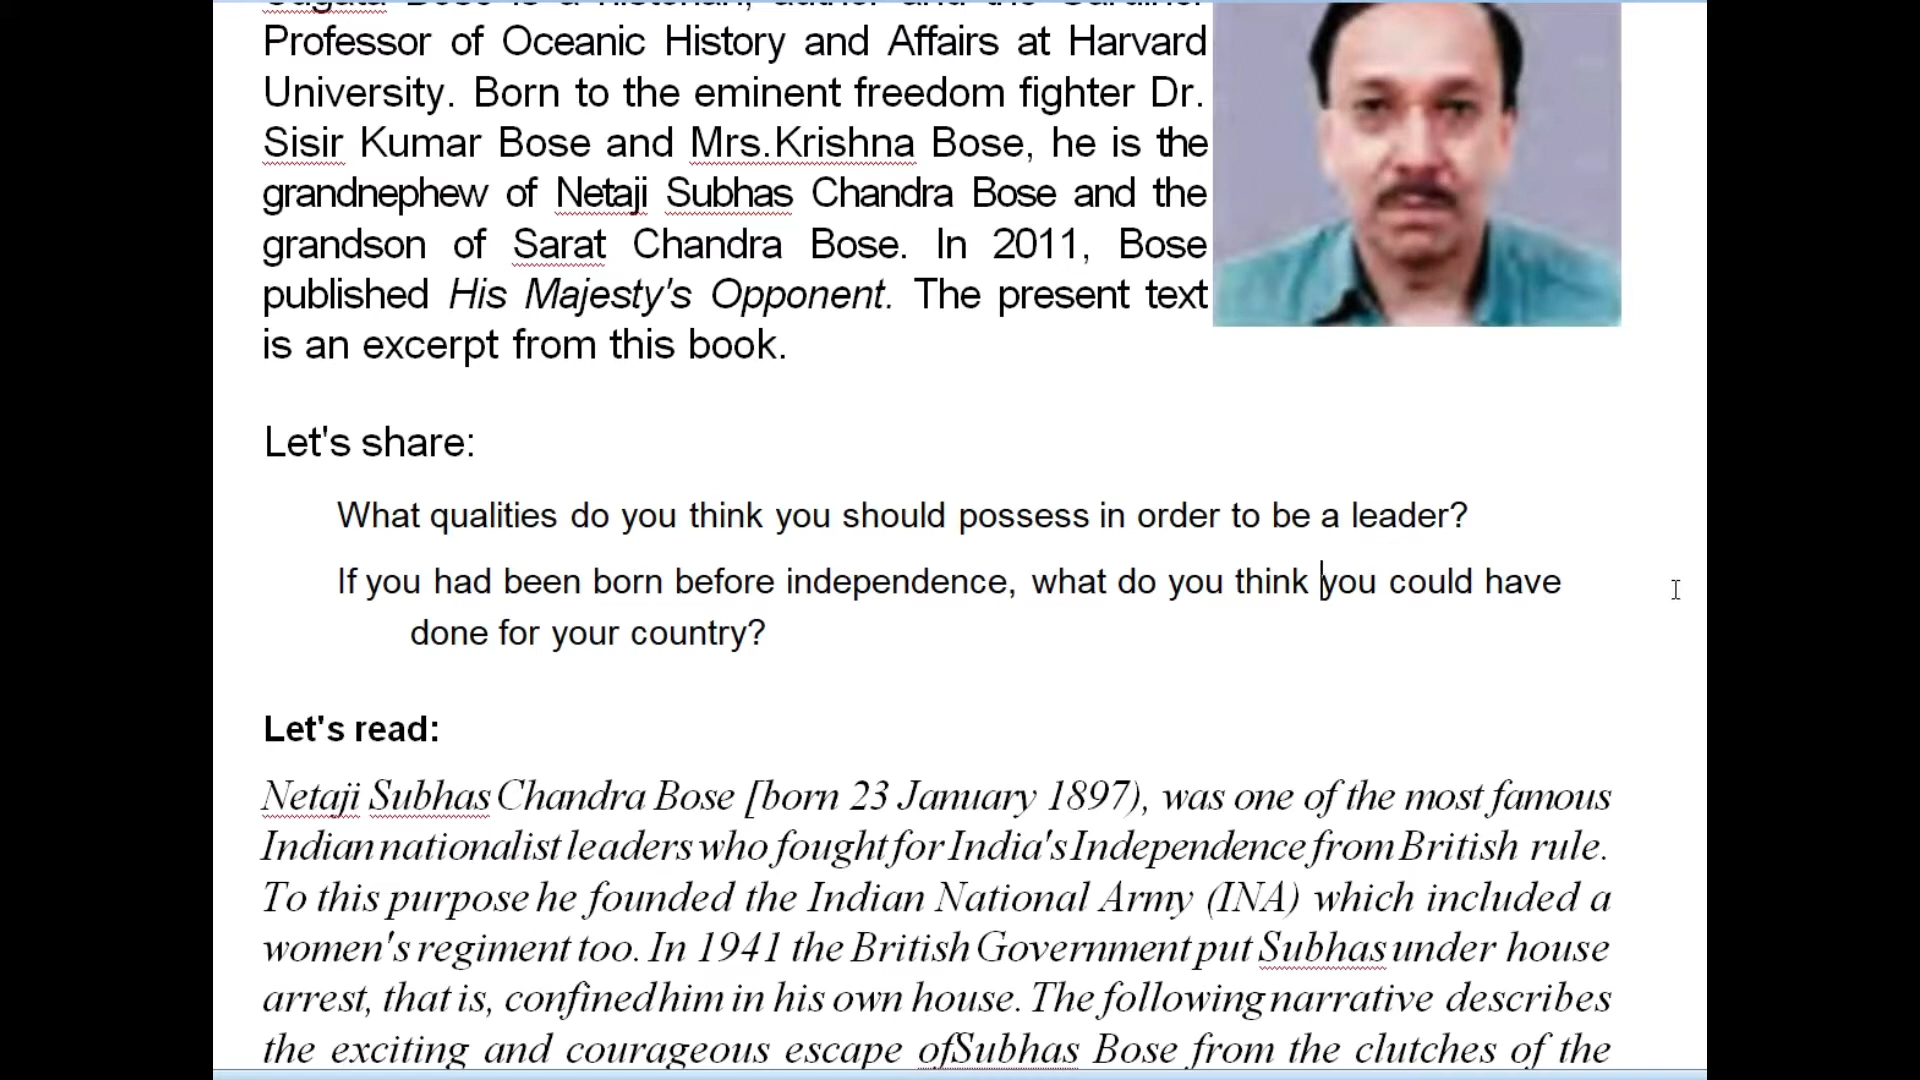 Sugata Bose is a historian, author and the Gardiner
Professor of Oceanic History and Affairs at Harvard
University. Born to the eminent freedom fighter Dr.
Sisir Kumar Bose and Mrs.Krishna Bose, he is the
grandnephew of Netaji Subhas Chandra Bose and the
grandson of Sarat Chandra Bose. In 2011, Bose
published His Majesty's Opponent. The present text
is an excerpt from this book.
Let's share:
What qualities do you think you should possess in order to be a leader?
If you had been born before independence, what do you think you could have
done for your country?
Let's read:
Netaji Subhas Chandra Bose [born 23 January 1897), was one of the most famous
Indian nationalist leaders who fought for India's Independence from British rule.
To this purpose he founded the Indian National Army (INA) which included a
women's regiment too. In 1941 the British Government put Subhas under house
arrest, that is, confined him in his own house. The following narrative describes
the exciting and courageous escape ofSubhas Bose from the clutches of the